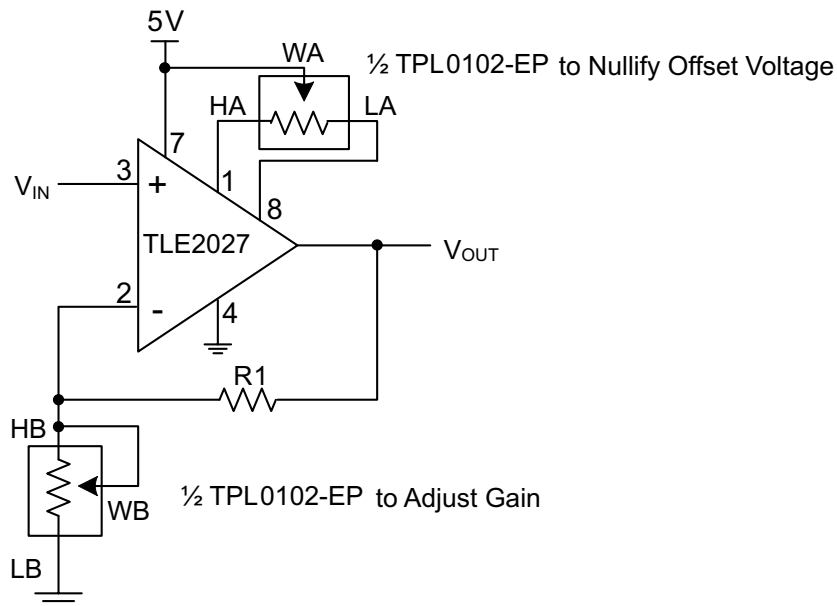 5V
WA
½ TPL0102-EP to Nullify Offset Voltage
HA
LA
7
3
1
VIN
+
8
TLE2027
VOUT
2
-
4
R1
HB
½ TPL0102-EP to Adjust Gain
WB
LB